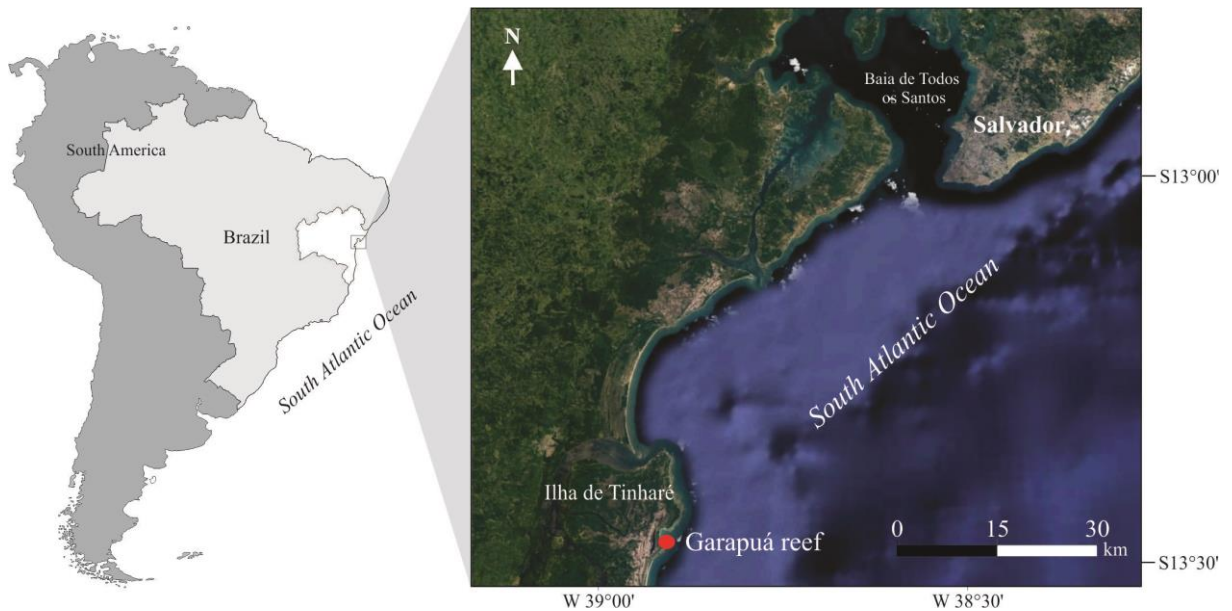 South America
Brazil
South Atlantic Ocean
N
Baia de Todos
os Santos
Salvador
S13°00'
South Atlantic Ocean
Ilha de Tinharé
Garapuá reef
0 15 30
km
S13°30'
W 39°00' W 38°30'